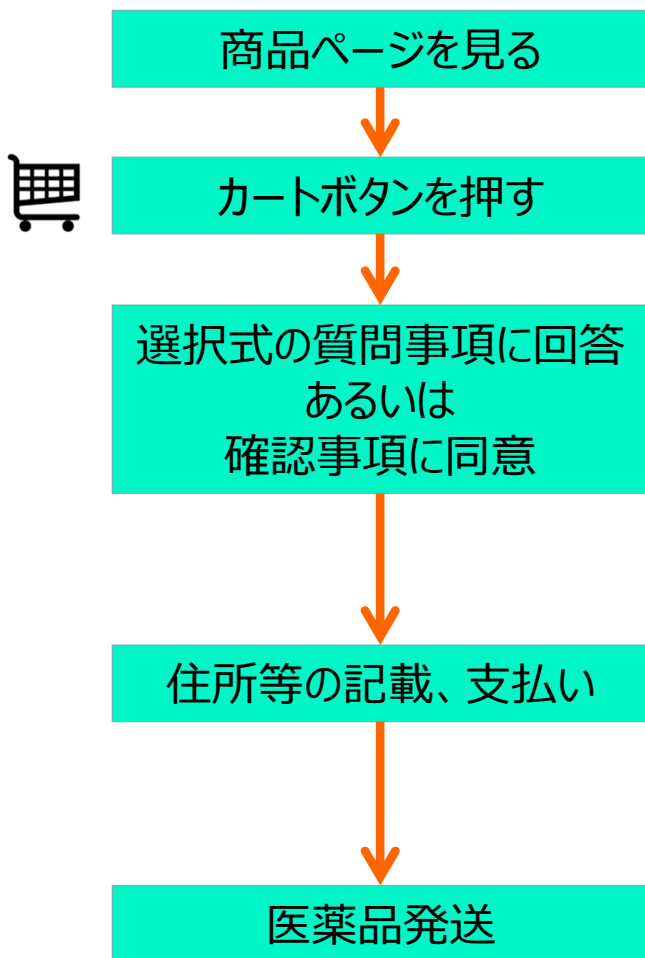 商品ページを見る
カートボタンを押す
選択式の質問事項に回答
あるいは
確認事項に同意
住所等の記載、支払い
医薬品発送